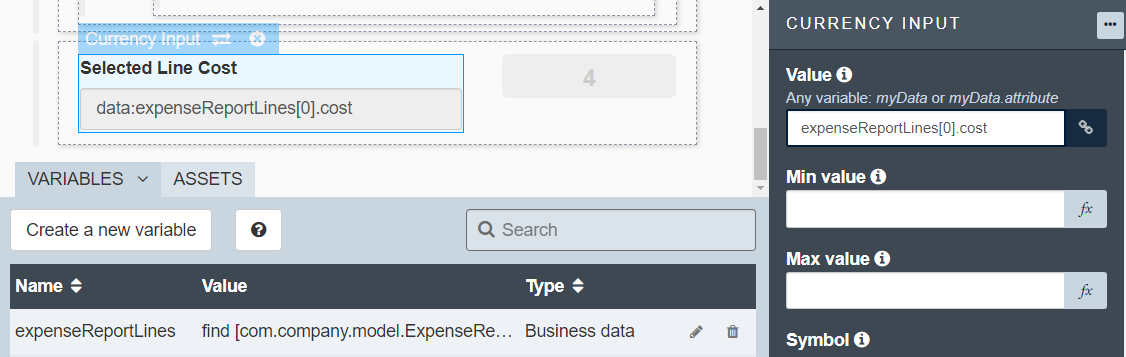 Currency Input
Selected Line Cost
data:expenseReportLines[0].cost
4
VARIABLES
ASSETS
Create a new variable
?
Search
Name
Value
Type
expenseReportLines
find [com.company.model.ExpenseRe...
Business data
CURRENCY INPUT
...
Value
Any variable: myData or myData.attribute
expenseReportLines[0].cost
Min value
fx
Max value
fx
Symbol